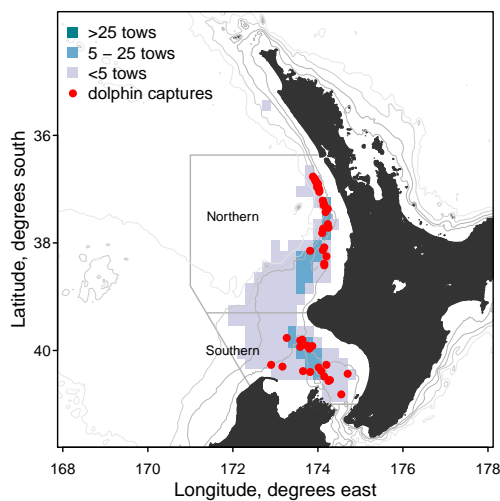 >25 tows
5 – 25 tows
<5 tows
dolphin captures
Northern
Southern
36
38
40
Latitude, degrees south
168 170 172 174 176 178
Longitude, degrees east